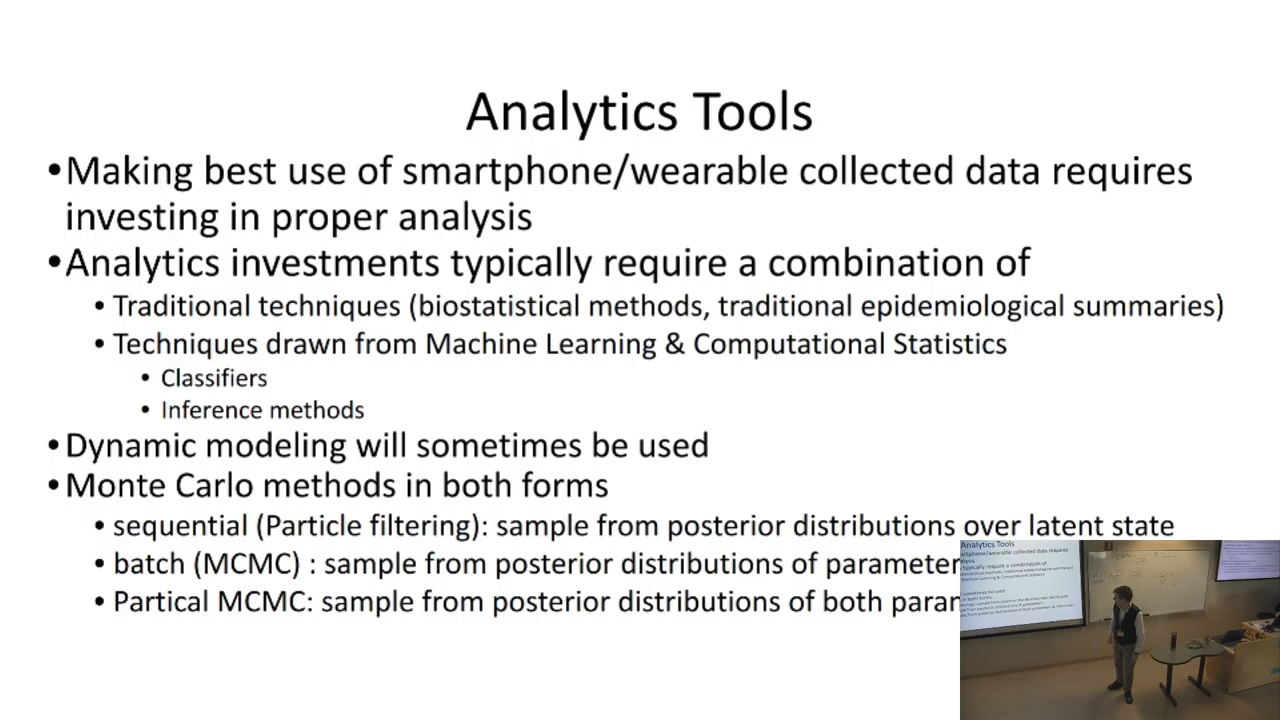 Analytics Tools
•Making best use of smartphone/wearable collected data requires
investing in proper analysis
•Analytics investments typically require a combination of
• Traditional techniques (biostatistical methods, traditional epidemiological summaries)
• Techniques drawn from Machine Learning & Computational Statistics
• Classifiers
• Inference methods
•Dynamic modeling will sometimes be used
•Monte Carlo methods in both forms
• sequential (Particle filtering): sample from posterior distributions over latent state
• batch (MCMC) : sample from posterior distributions of parameter
• Partical MCMC: sample from posterior distributions of both paran
Analytics Tools